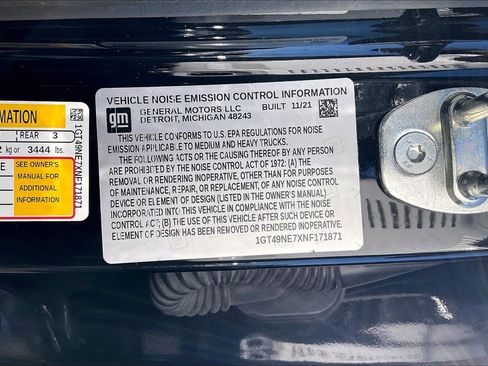 VEHICLE NOISE EMISSION CONTROL INFORMATION
gm
GENERAL MOTORS LLC BUILT 11/21
DETROIT, MICHIGAN 48243
THIS VEHICLE CONFORMS TO U.S. EPA REGULATIONS FOR NOISE
EMISSION APPLICABLE TO MEDIUM AND HEAVY TRUCKS.
THE FOLLOWING ACTS OR THE CAUSING THEREOF BY ANY PERSON
ARE PROHIBITED BY THE NOISE CONTROL ACT OF 1972: (A) THE
REMOVAL OR RENDERING INOPERATIVE, OTHER THAN FOR PURPOSES
OF MAINTENANCE, REPAIR, OR REPLACEMENT, OF ANY NOISE CONTROL
DEVICE OR ELEMENT OF DESIGN (LISTED IN THE OWNER'S MANUAL)
INCORPORATED INTO THIS VEHICLE IN COMPLIANCE WITH THE NOISE
CONTROL ACT; (B) THE USE OF THIS VEHICLE AFTER SUCH DEVICE OR
ELEMENT OF DESIGN HAS BEEN REMOVED OR RENDERED INOPERATIVE.
1GT49NE7XNF171871
REAR 3
kg or 3444 lbs.
SEE OWNER'S
MANUAL FOR
ADDITIONAL
INFORMATION
1GT49NE7XNF171871